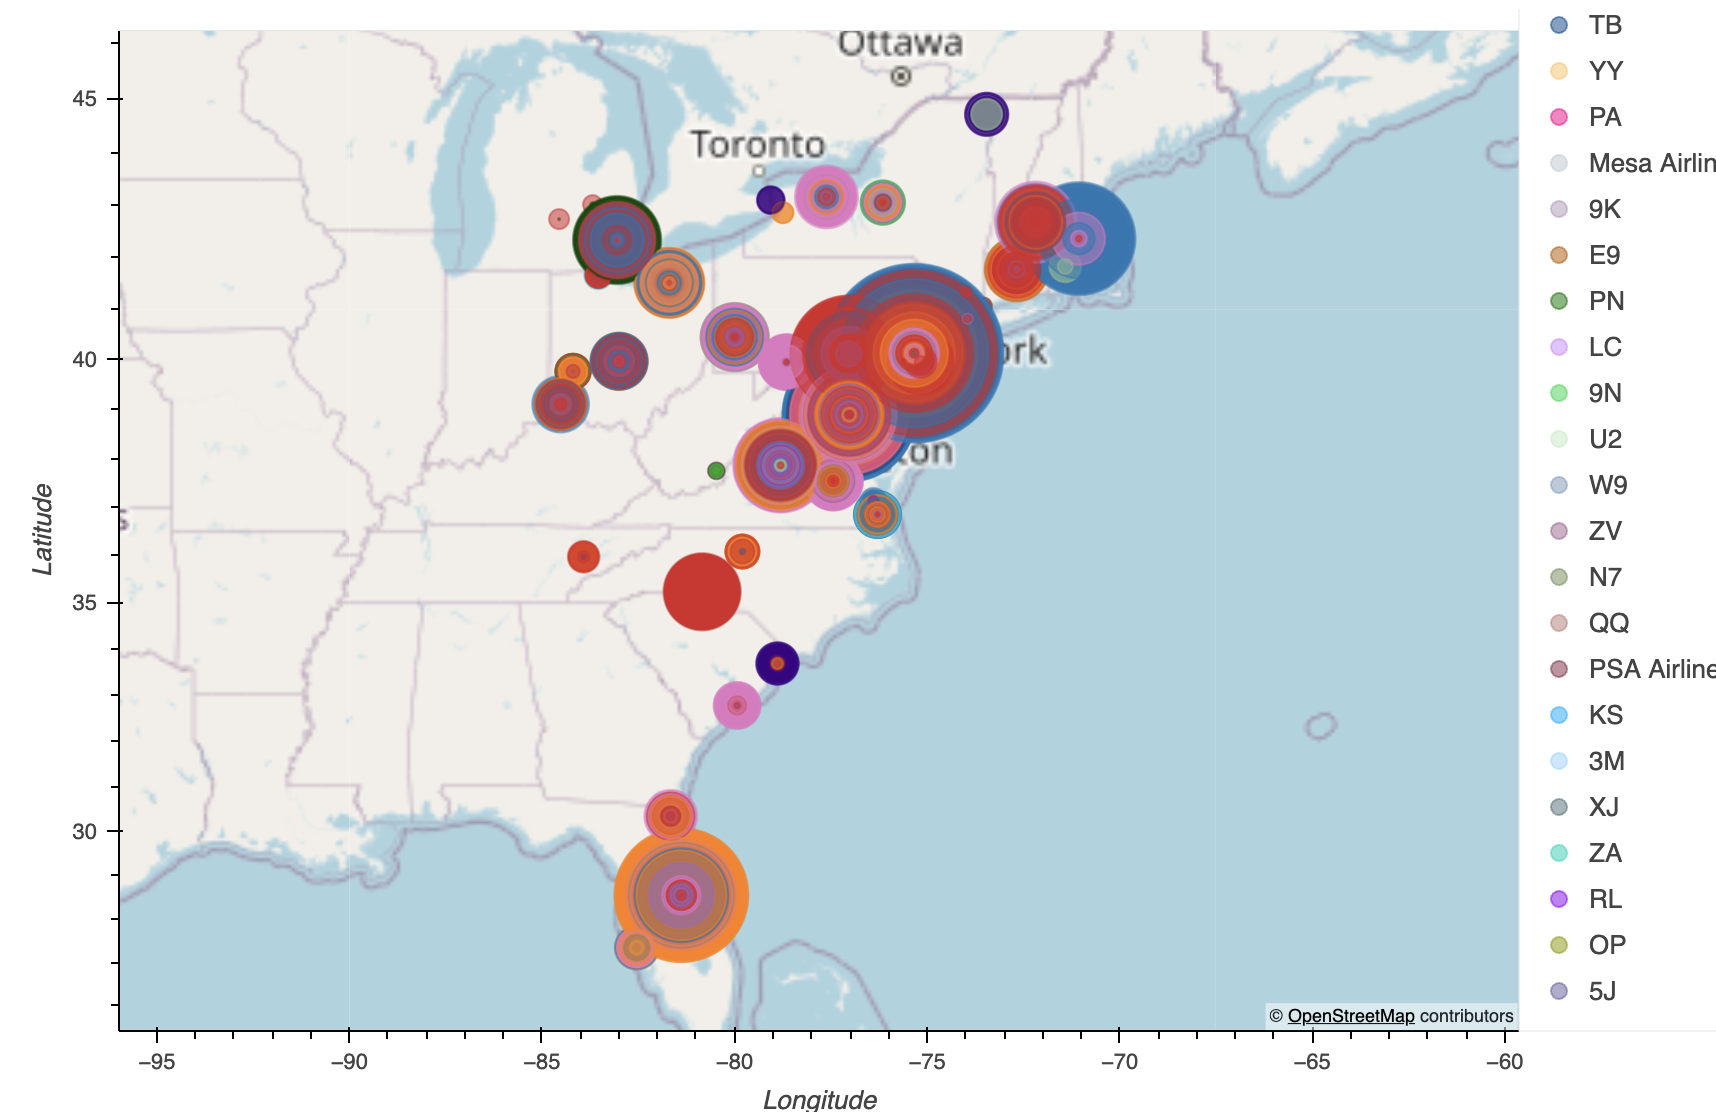 Ottawa
Toronto
ork
ton
s
45
40
35
30
Latitude
−95
−90
−85
−80
−75
−70
−65
−60
Longitude
© OpenStreetMap contributors
TB
YY
PA
Mesa Airlin
9K
E9
PN
LC
9N
U2
W9
ZV
N7
QQ
PSA Airline
KS
3M
XJ
ZA
RL
OP
5J